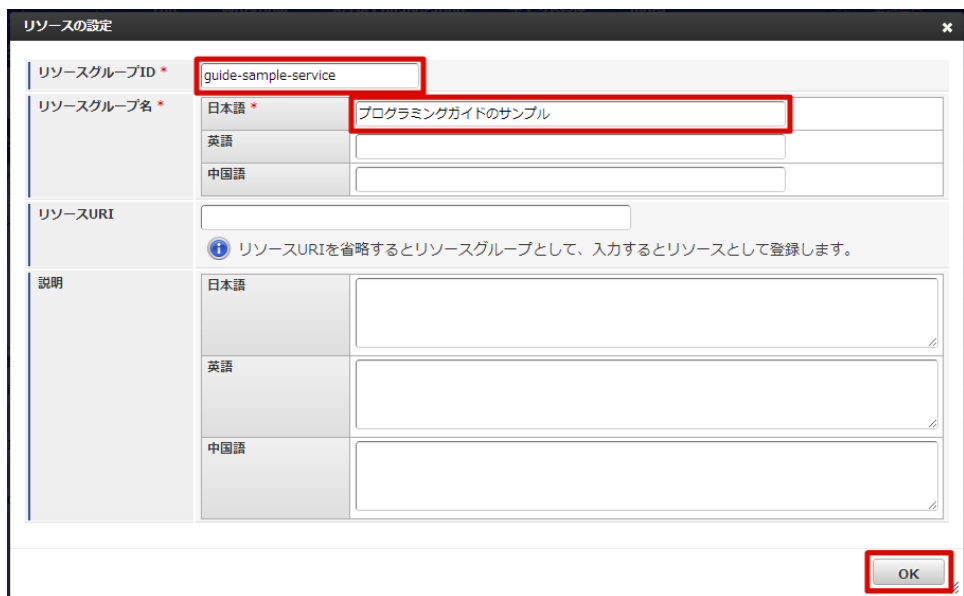 リソースの設定
リソースグループID *
guide-sample-service
リソースグループ名 *
日本語 *
プログラミングガイドのサンプル
英語
中国語
リソースURI
リソースURIを省略するとリソースグループとして、入力するとリソースとして登録します。
説明
日本語
英語
中国語
OK